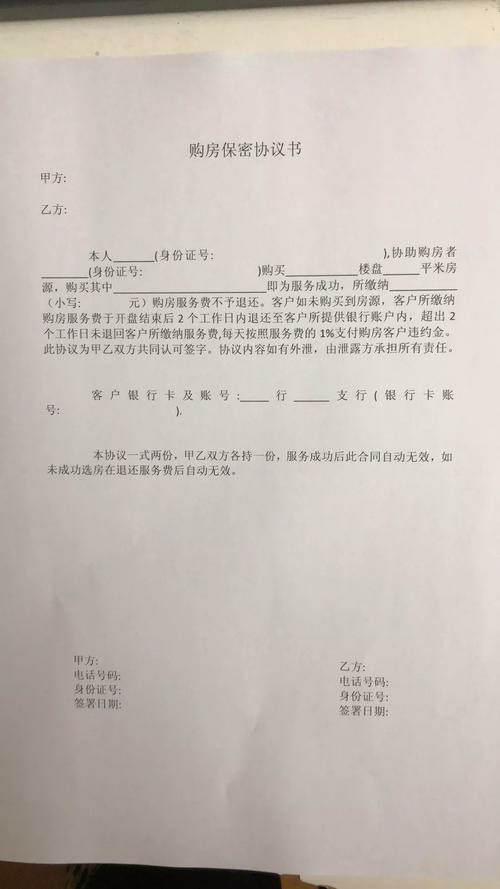 购房保密协议书
甲方:
乙方:
本人______(身份证号:                ),协助购房者
_______(身份证号:                )购买__________楼盘_____平米房
源，购买其中____________________即为服务成功，所缴纳_________
（小写:        元）购房服务费不予退还。客户如未购买到房源，客户所缴纳
购房服务费于开盘结束后 2 个工作日内退还至客户所提供银行账户内，超出 2
个工作日未退回客户所缴纳服务费,每天按照服务费的 1%支付购房客户违约金。
此协议为甲乙双方共同认可签字。协议内容如有外泄，由泄露方承担所有责任。
客户银行卡及账号:____行_____支行(银行卡账
号:                ).
本协议一式两份，甲乙双方各持一份，服务成功后此合同自动无效，如
未成功选房在退还服务费后自动无效。
甲方:
电话号码:
身份证号:
签署日期:
乙方:
电话号码:
身份证号:
签署日期: